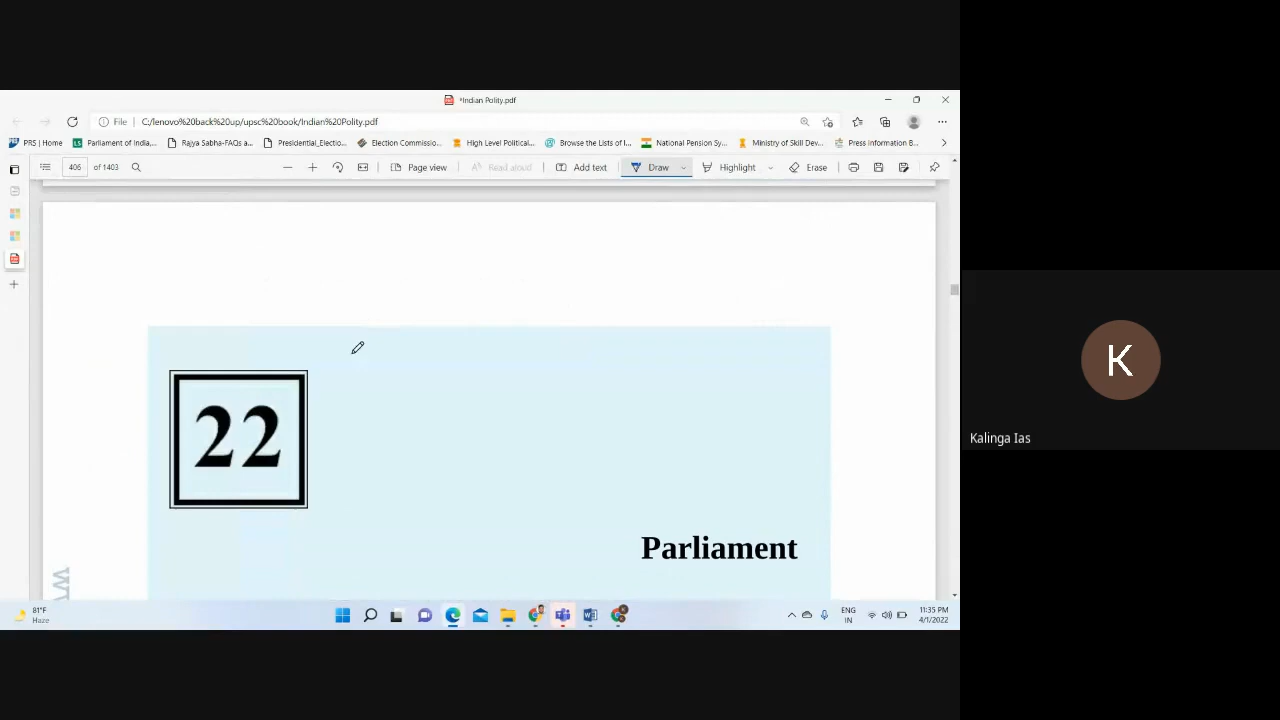 *Indian Polity.pdf
File
C:/lenovo%20back%20up/upsc%20book/Indian%20Polity.pdf
PRS | Home
Parliament of India,...
Rajya Sabha-FAQs a...
Presidential_Electio...
Election Commissio...
High Level Political...
Browse the Lists of I...
National Pension Sy...
Ministry of Skill Dev...
Press Information B...
406 of 1403
Page view
Read aloud
Add text
Draw
Highlight
Erase
22
Parliament
W
K
Kalinga Ias
81°F
Haze
ENG
IN
11:35 PM
4/1/2022